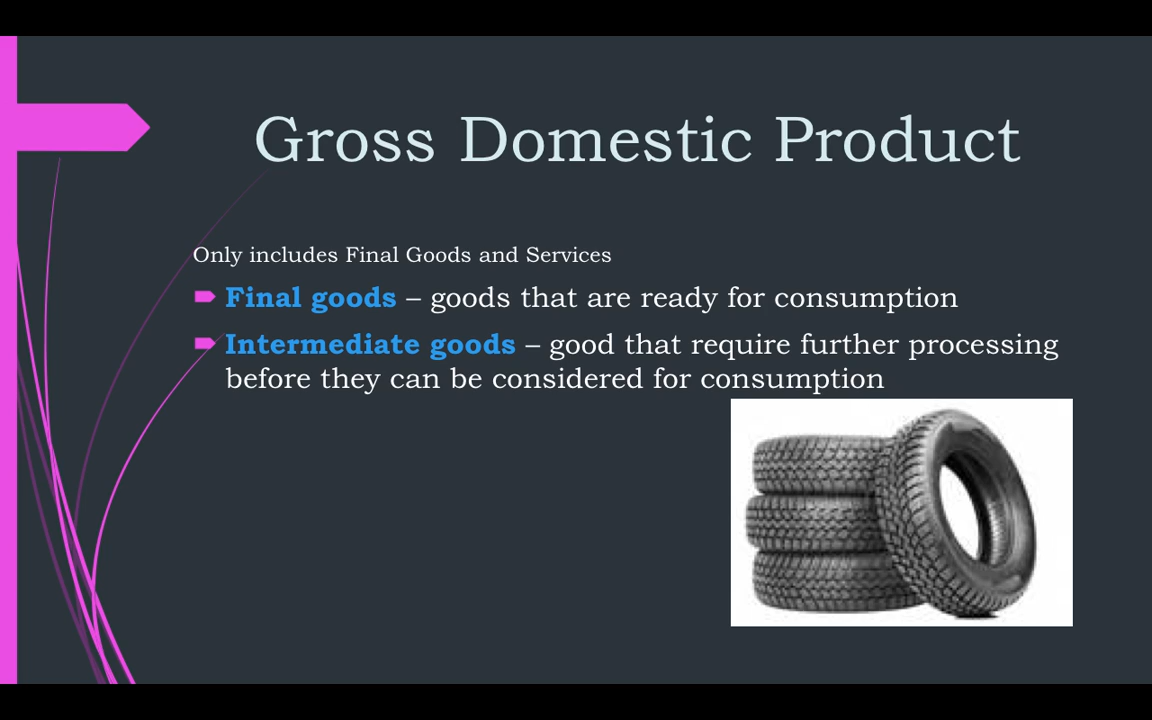 Gross Domestic Product
Only includes Final Goods and Services
Final goods – goods that are ready for consumption
Intermediate goods – good that require further processing
before they can be considered for consumption